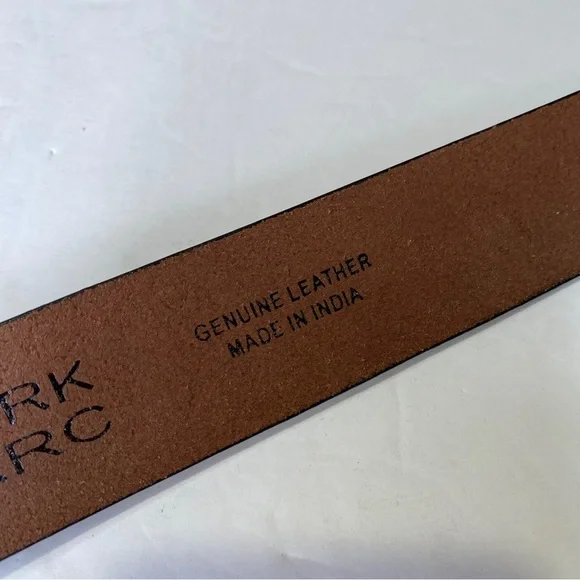 RK
RC
GENUINE LEATHER
MADE IN INDIA